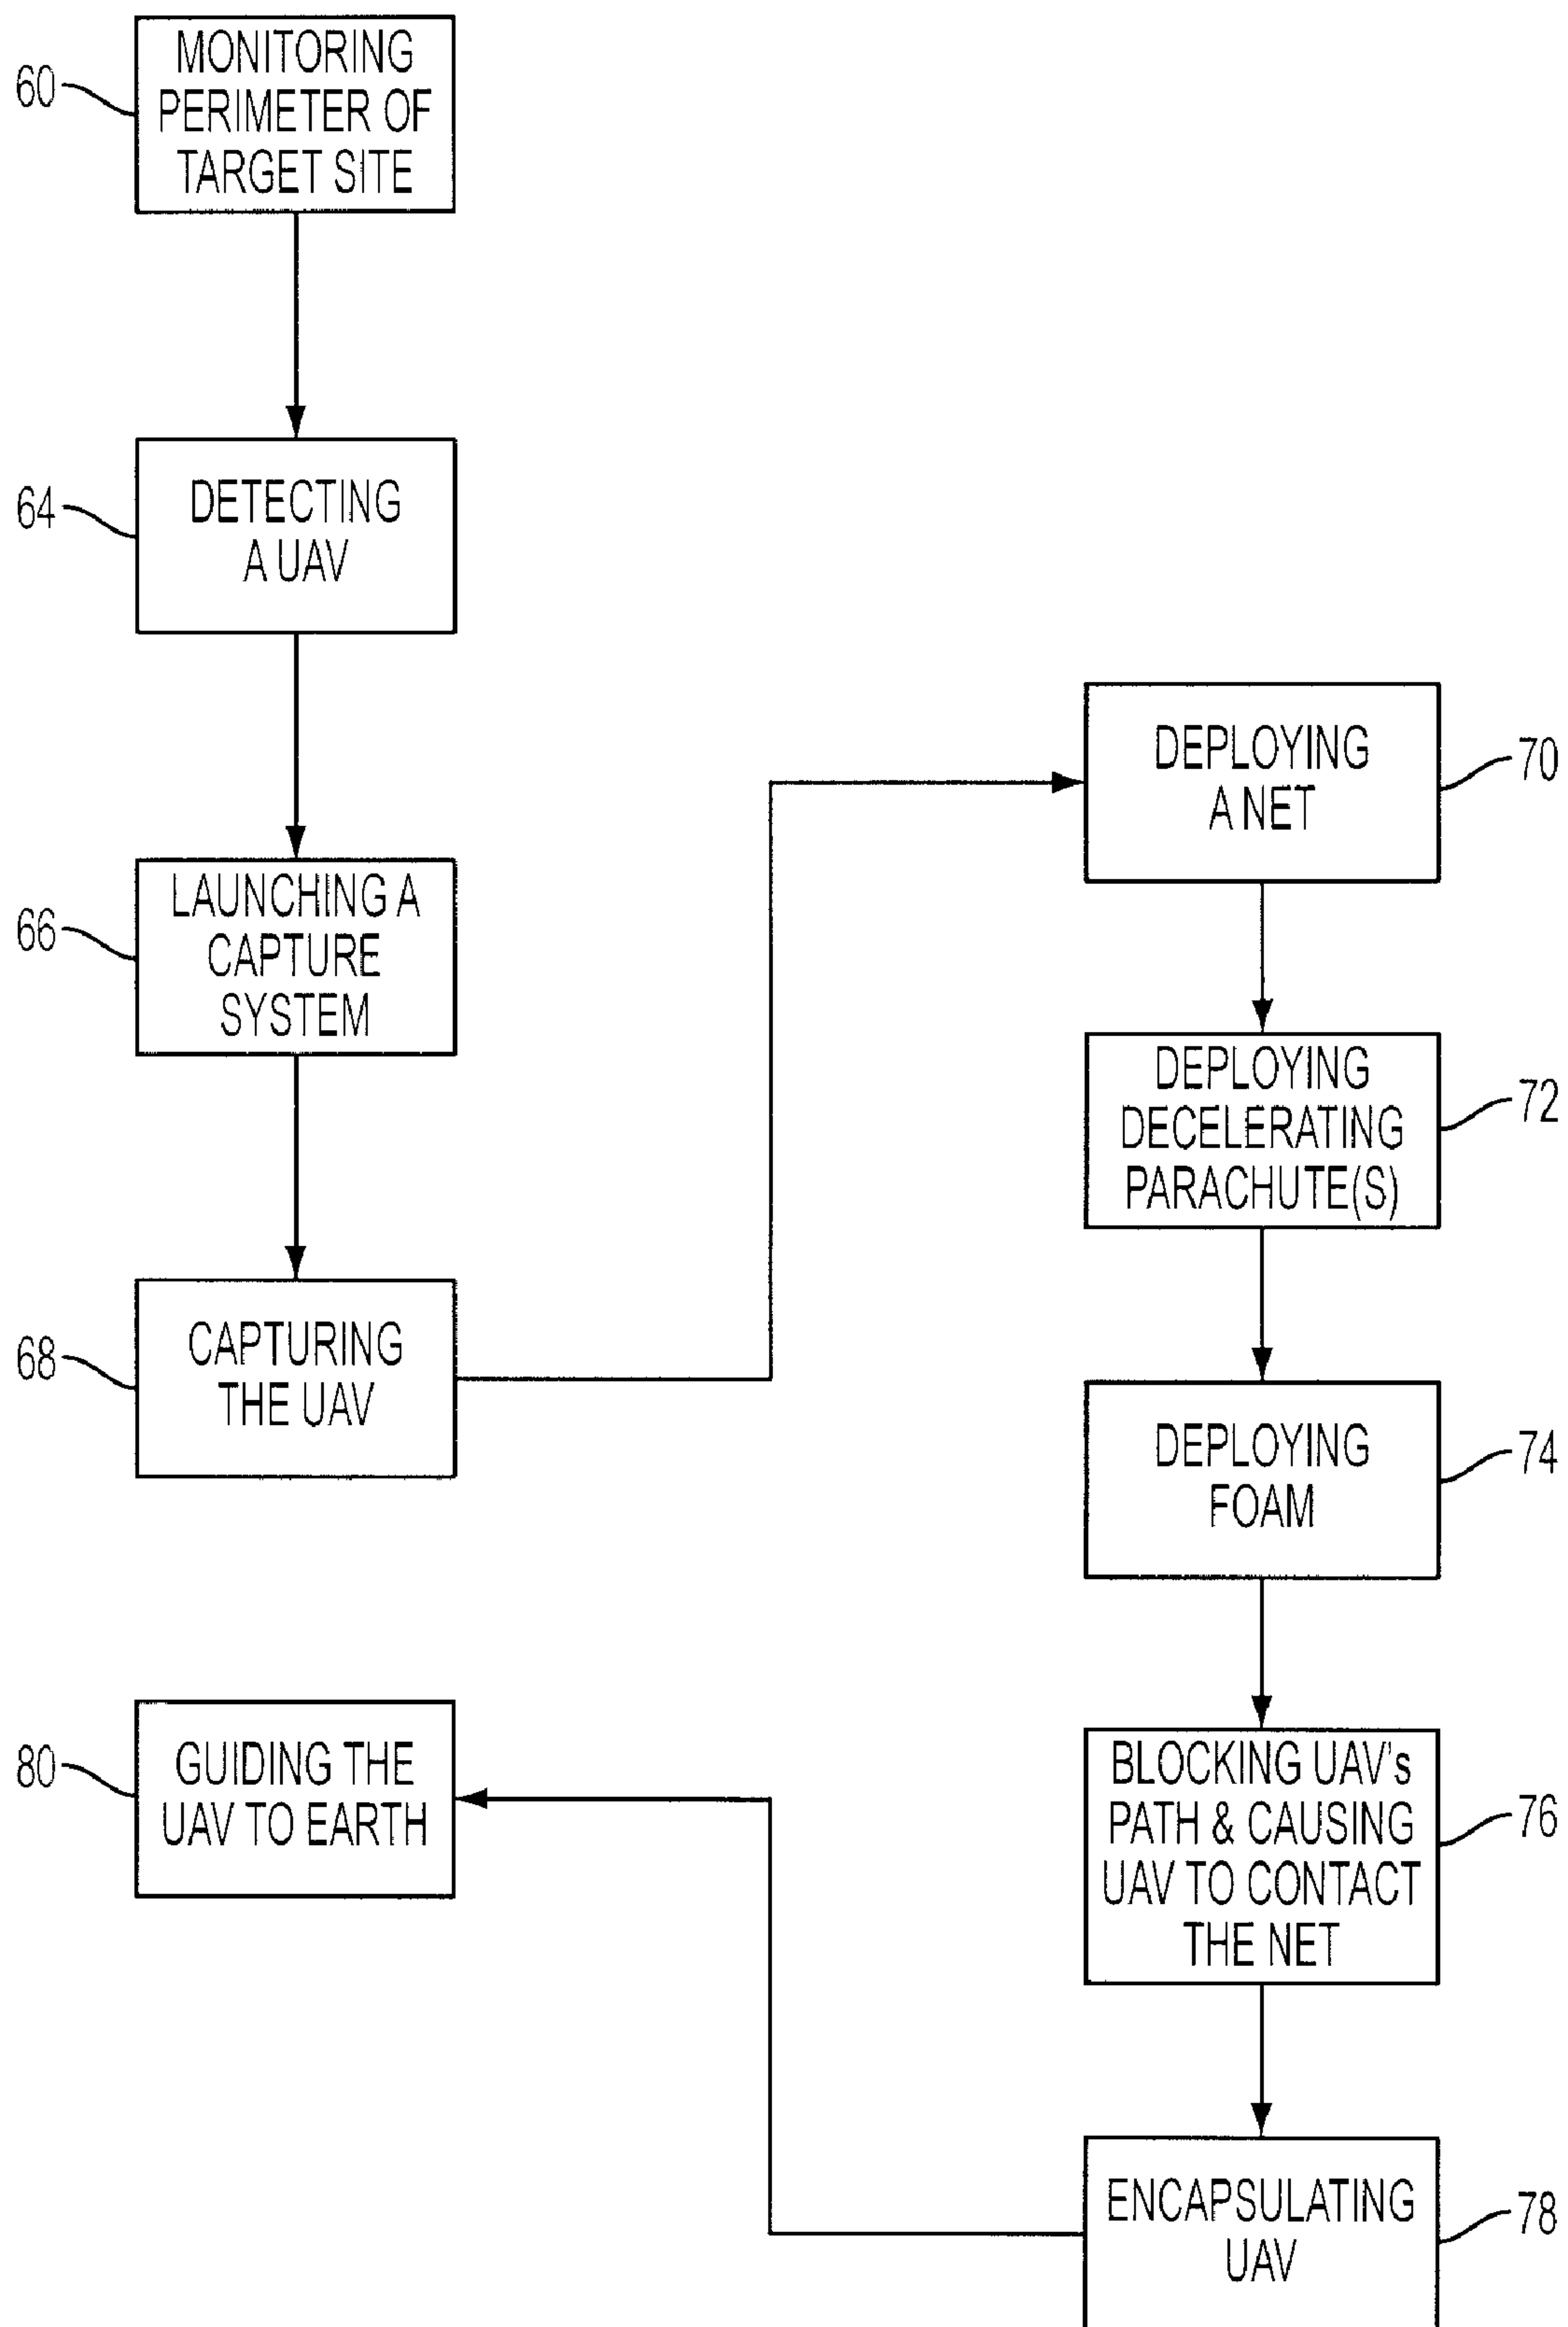 60
MONITORING
PERIMETER OF
TARGET SITE
64
DETECTING
A UAV
66
LAUNCHING A
CAPTURE
SYSTEM
68
CAPTURING
THE UAV
70
DEPLOYING
A NET
72
DEPLOYING
DECELERATING
PARACHUTE(S)
74
DEPLOYING
FOAM
76
BLOCKING UAV's
PATH & CAUSING
UAV TO CONTACT
THE NET
78
ENCAPSULATING
UAV
80
GUIDING THE
UAV TO EARTH